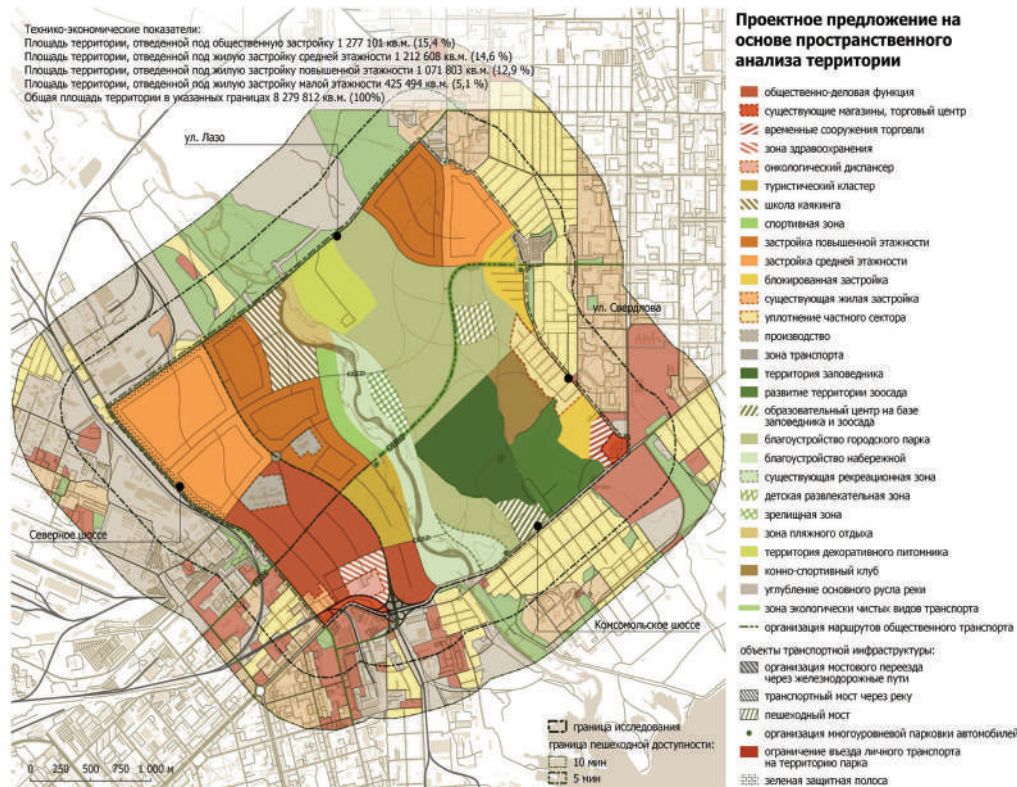 Технико-экономические показатели:
Площадь территории, отведенной под общественную застройку 1 277 101 кв.м. (15,4 %)
Площадь территории, отведенной под жилую застройку средней этажности 1 212 608 кв.м. (14,6 %)
Площадь территории, отведенной под жилую застройку повышенной этажности 1 071 803 кв.м. (12,9 %)
Площадь территории, отведенной под жилую застройку малой этажности 425 494 кв.м. (5,1 %)
Общая площадь территории в указанных границах 8 279 812 кв.м. (100%)
ул. Лазо
ул. Свердлова
Северное шоссе
Комсомольское шоссе
граница исследования
граница пешеходной доступности:
10 мин
5 мин
0 250 500 750 1 000 м
Проектное предложение на
основе пространственного
анализа территории
общественно-деловая функция
существующие магазины, торговый центр
временные сооружения торговли
зона здравоохранения
онкологический диспансер
туристический кластер
школа каякинга
спортивная зона
застройка повышенной этажности
застройка средней этажности
блокированная застройка
существующая жилая застройка
уплотнение частного сектора
производство
зона транспорта
территория заповедника
развитие территории зоосада
образовательный центр на базе
заповедника и зоосада
благоустройство городского парка
благоустройство набережной
существующая рекреационная зона
детская развлекательная зона
зрелищная зона
зона пляжного отдыха
территория декоративного питомника
конно-спортивный клуб
углубление основного русла реки
зона экологически чистых видов транспорта
организация маршрутов общественного транспорта
объекты транспортной инфраструктуры:
организация мостового переезда
через железнодорожные пути
транспортный мост через реку
пешеходный мост
организация многоуровневой парковки автомобилей
ограничение въезда личного транспорта
на территорию парка
зеленая защитная полоса